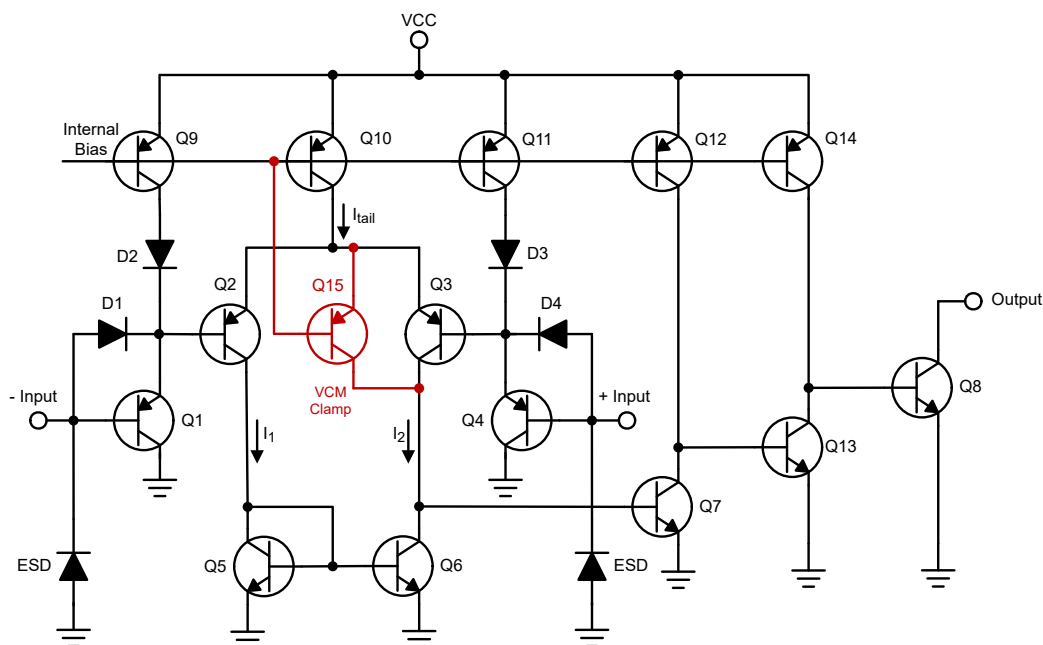 VCC
Internal
Bias
Q9
Q10
Q11
Q12
Q14
I_tail
D2
D3
Q2
Q15
Q3
D1
D4
Output
VCM
Clamp
- Input
+ Input
Q1
Q4
Q8
I_1
I_2
Q13
Q7
ESD
Q5
Q6
ESD